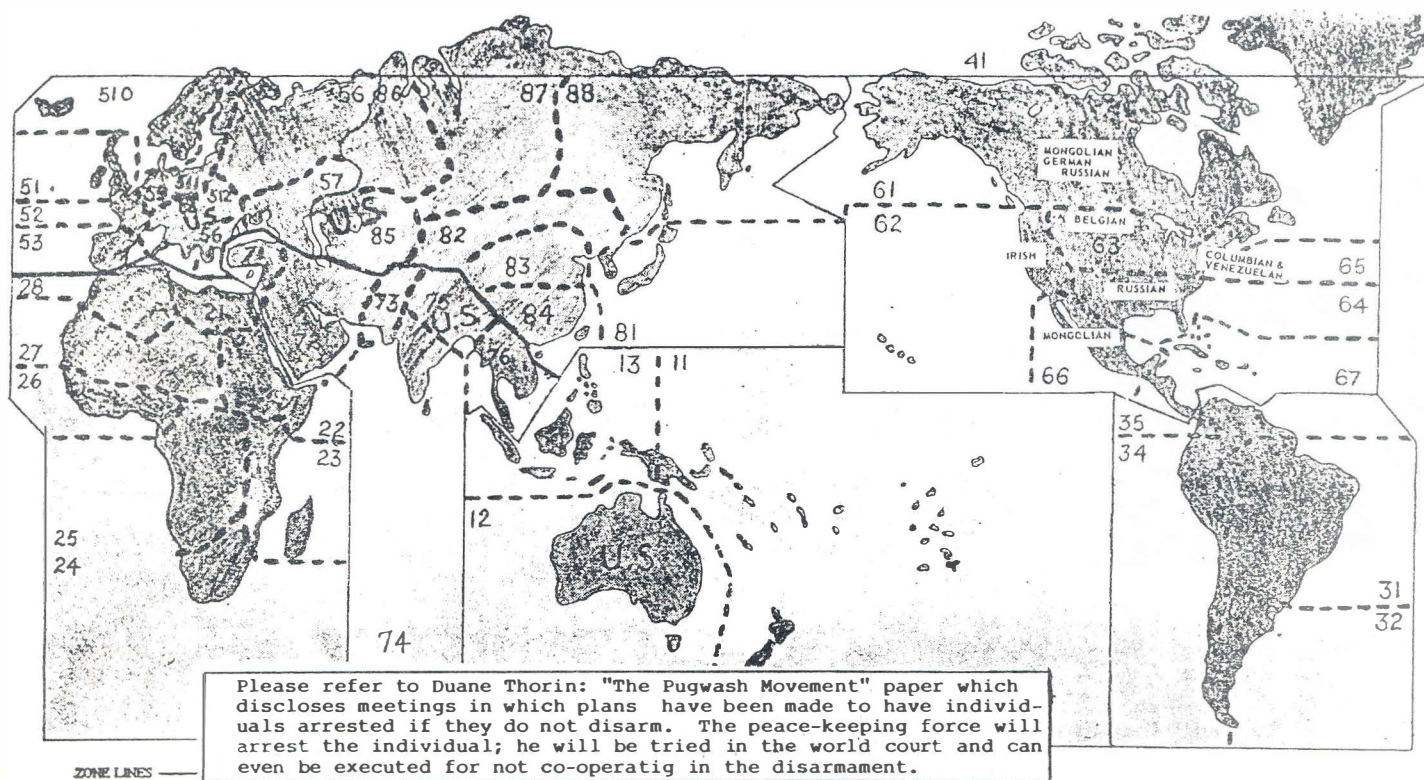 41
510
56 86
87 88
MONGOLIAN
GERMAN
RUSSIAN
51
52
53
311
312
57
U S
56
U S
85
82
61
62
BELGIAN
63
IRISH
COLUMBIAN &
VENEZUELAN
65
RUSSIAN
64
MONGOLIAN
28
21
73
75
U S
83
84
76
81
27
26
13 11
66
67
22
23
35
34
12
U.S
25
24
31
32
74
Please refer to Duane Thorin: "The Pugwash Movement" paper which
discloses meetings in which plans have been made to have individ-
uals arrested if they do not disarm. The peace-keeping force will
arrest the individual; he will be tried in the world court and can
even be executed for not co-operatig in the disarmament.
ZONE LINES